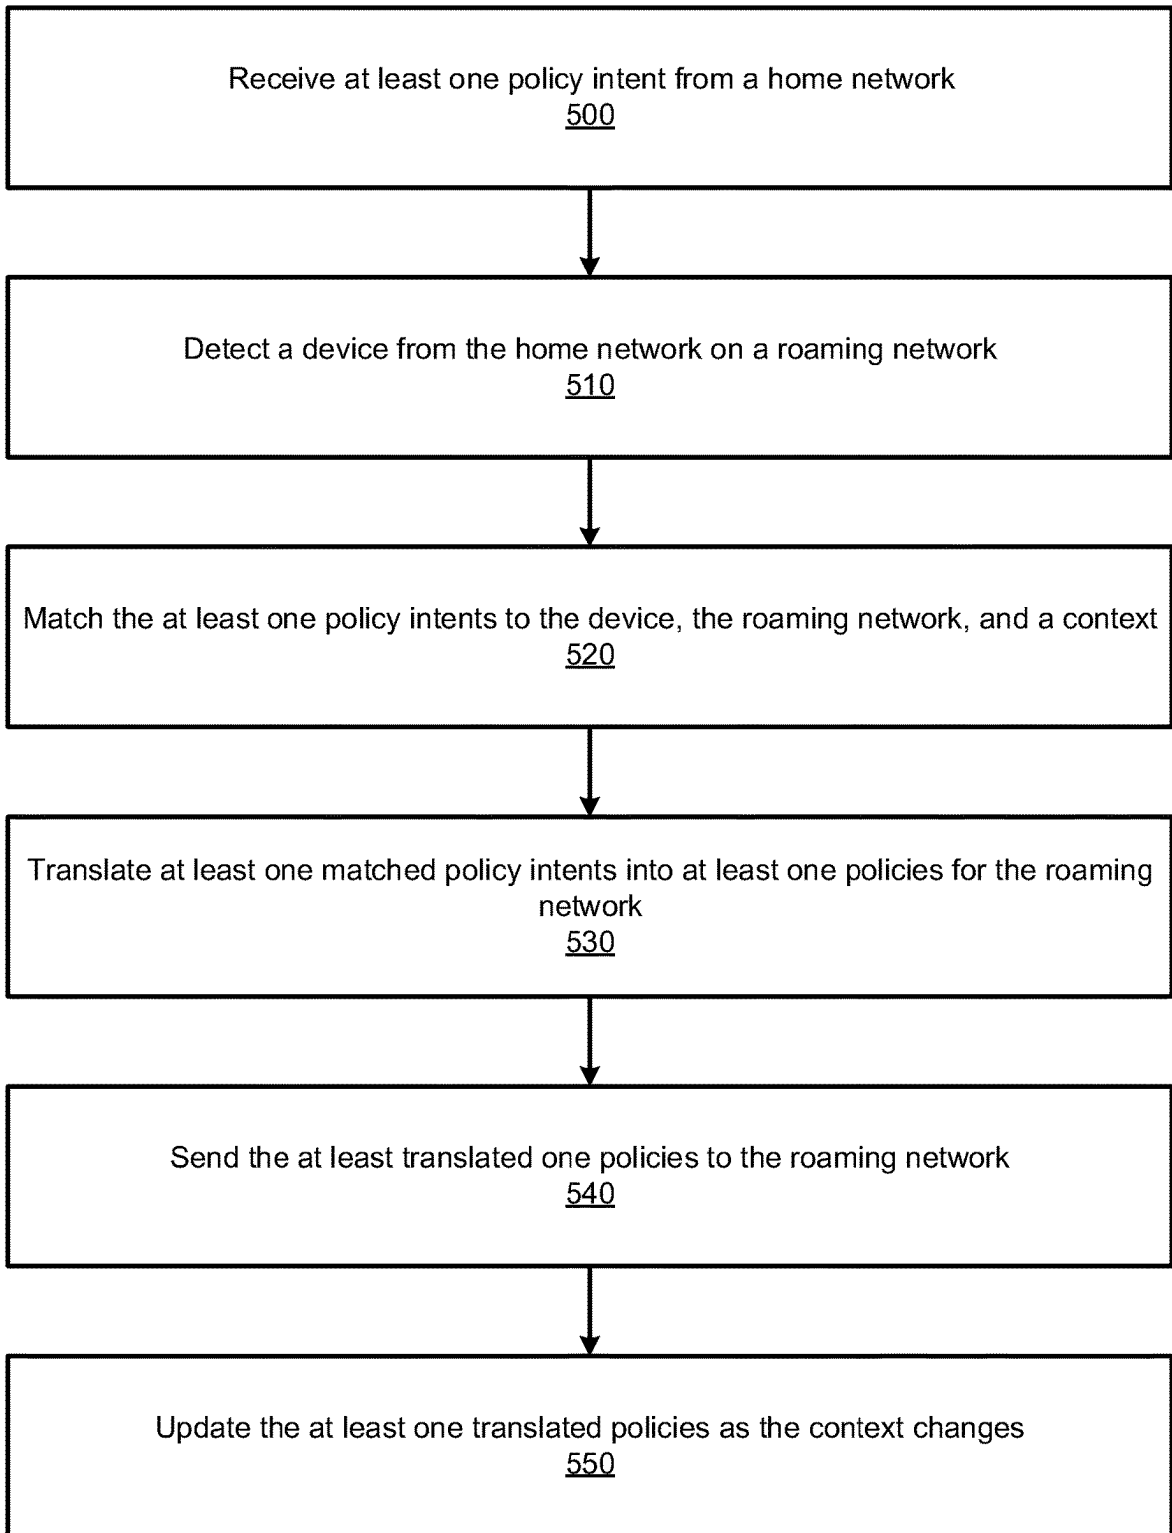 Receive at least one policy intent from a home network
500
Detect a device from the home network on a roaming network
510
Match the at least one policy intents to the device, the roaming network, and a context
520
Translate at least one matched policy intents into at least one policies for the roaming
network
530
Send the at least translated one policies to the roaming network
540
Update the at least one translated policies as the context changes
550